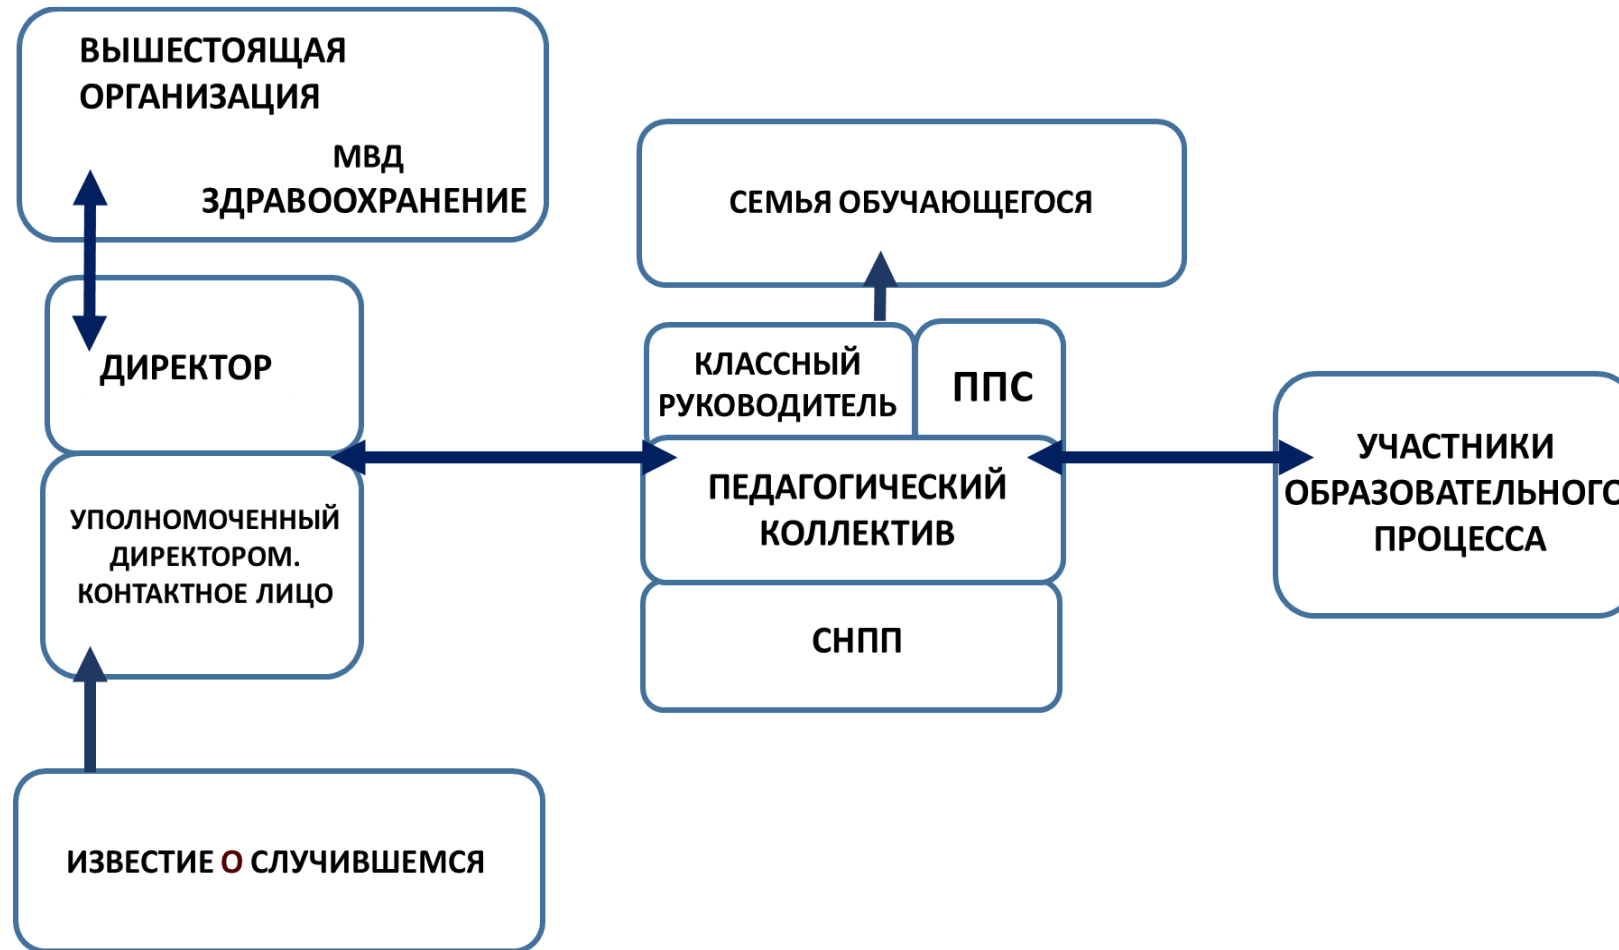 ВЫШЕСТОЯЩАЯ
ОРГАНИЗАЦИЯ
МВД
ЗДРАВООХРАНЕНИЕ
СЕМЬЯ ОБУЧАЮЩЕГОСЯ
ДИРЕКТОР
КЛАССНЫЙ
РУКОВОДИТЕЛЬ
ППС
УПОЛНОМОЧЕННЫЙ
ДИРЕКТОРОМ.
КОНТАКТНОЕ ЛИЦО
ПЕДАГОГИЧЕСКИЙ
КОЛЛЕКТИВ
УЧАСТНИКИ
ОБРАЗОВАТЕЛЬНОГО
ПРОЦЕССА
СНПП
ИЗВЕСТИЕ О СЛУЧИВШЕМСЯ